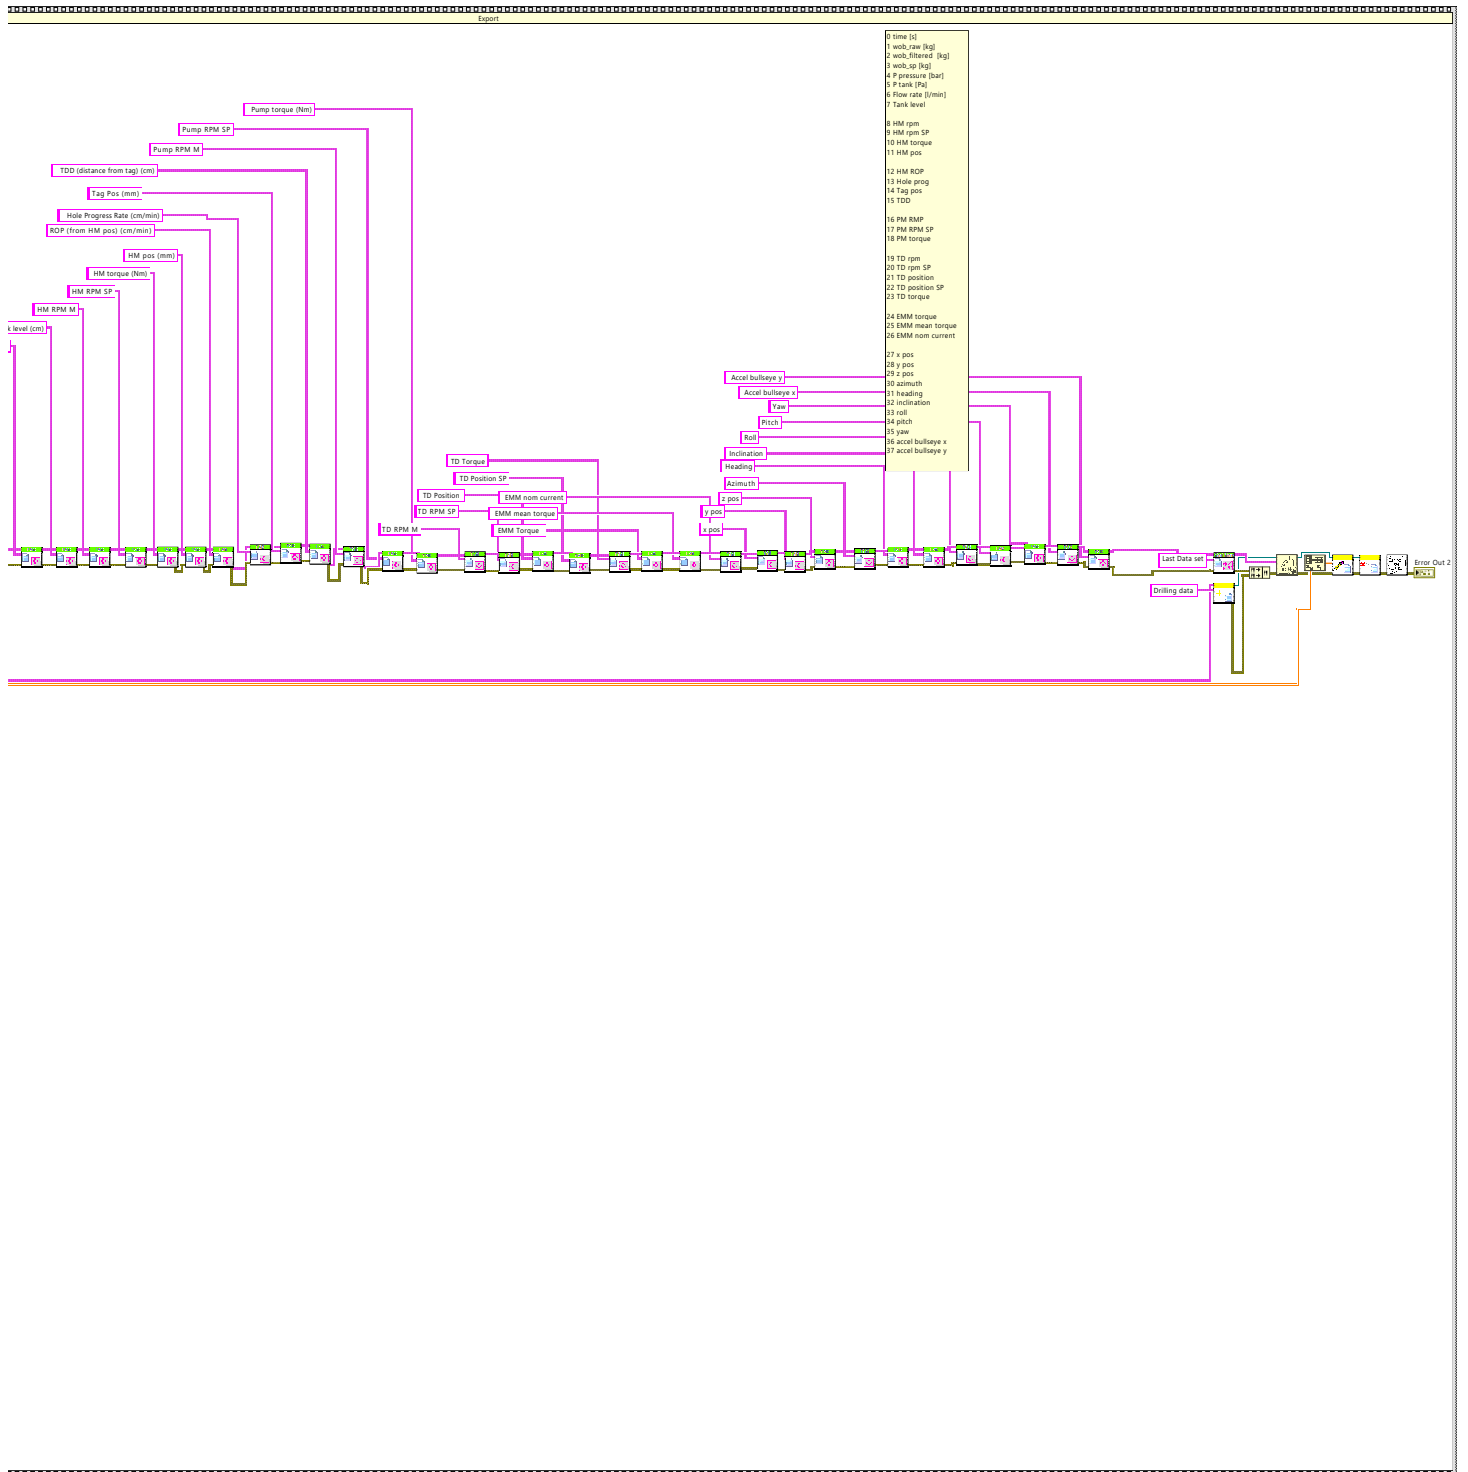 Export
0 time [s]
1 wob_raw [kg]
2 wob_filtered [kg]
3 wob_sp [kg]
4 P pressure [bar]
5 P tank [Pa]
6 Flow rate [l/min]
7 Tank level
8 HM rpm
9 HM rpm SP
10 HM torque
11 HM pos
12 HM ROP
13 Hole prog
14 Tag pos
15 TDD
16 PM RMP
17 PM RPM SP
18 PM torque
19 TD rpm
20 TD rpm SP
21 TD position
22 TD position SP
23 TD torque
24 EMM torque
25 EMM mean torque
26 EMM nom current
27 x pos
28 y pos
29 z pos
30 azimuth
31 heading
32 inclination
33 roll
34 pitch
35 yaw
36 accel bullseye x
37 accel bullseye y
Pump torque (Nm)
Pump RPM SP
Pump RPM M
TDD (distance from tag) (cm)
Tag Pos (mm)
Hole Progress Rate (cm/min)
ROP (from HM pos) (cm/min)
HM pos (mm)
HM torque (Nm)
HM RPM SP
HM RPM M
k level (cm)
Accel bullseye y
Accel bullseye x
Yaw
Pitch
Roll
Inclination
Heading
Azimuth
z pos
y pos
x pos
TD Torque
TD Position SP
TD Position
EMM nom current
TD RPM SP
EMM mean torque
TD RPM M
EMM Torque
Last Data set
Error Out 2
Drilling data